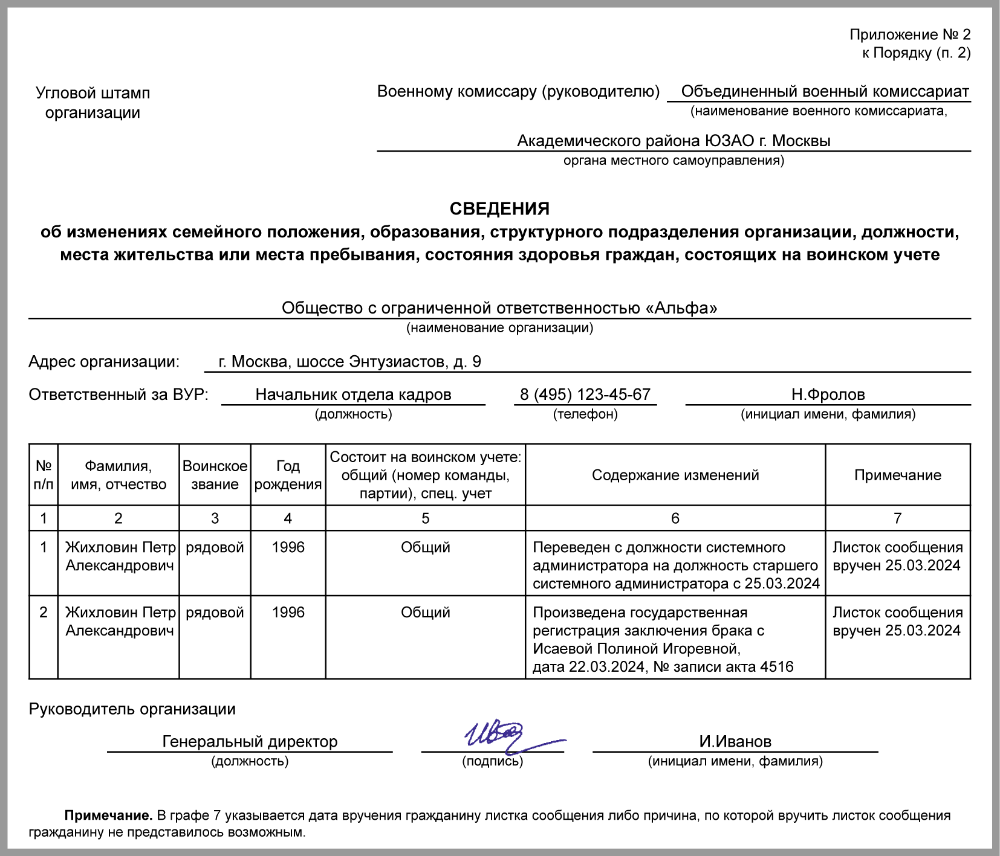 Приложение № 2
к Порядку (п. 2)
Угловой штамп
организации
Военному комиссару (руководителю) Объединенный военный комиссариат
(наименование военного комиссариата,
Академического района ЮЗАО г. Москвы
органа местного самоуправления)
СВЕДЕНИЯ
об изменениях семейного положения, образования, структурного подразделения организации, должности,
места жительства или места пребывания, состояния здоровья граждан, состоящих на воинском учете
Общество с ограниченной ответственностью «Альфа»
(наименование организации)
Адрес организации: г. Москва, шоссе Энтузиастов, д. 9
Ответственный за ВУР: Начальник отдела кадров 8 (495) 123-45-67 Н.Фролов
(должность) (телефон) (инициал имени, фамилия)
№
п/п
Фамилия,
имя, отчество
Воинское
звание
Год
рождения
Состоит на воинском учете:
общий (номер команды,
партии), спец. учет
Содержание изменений
Примечание
1 2 3 4 5 6 7
1
Жихловин Петр
Александрович
рядовой
1996
Общий
Переведен с должности системного
администратора на должность старшего
системного администратора с 25.03.2024
Листок сообщения
вручен 25.03.2024
2
Жихловин Петр
Александрович
рядовой
1996
Общий
Произведена государственная
регистрация заключения брака с
Исаевой Полиной Игоревной,
дата 22.03.2024, № записи акта 4516
Листок сообщения
вручен 25.03.2024
Руководитель организации
Генеральный директор И.Иванов
(должность) (подпись) (инициал имени, фамилия)
Примечание. В графе 7 указывается дата вручения гражданину листка сообщения либо причина, по которой вручить листок сообщения
гражданину не представилось возможным.